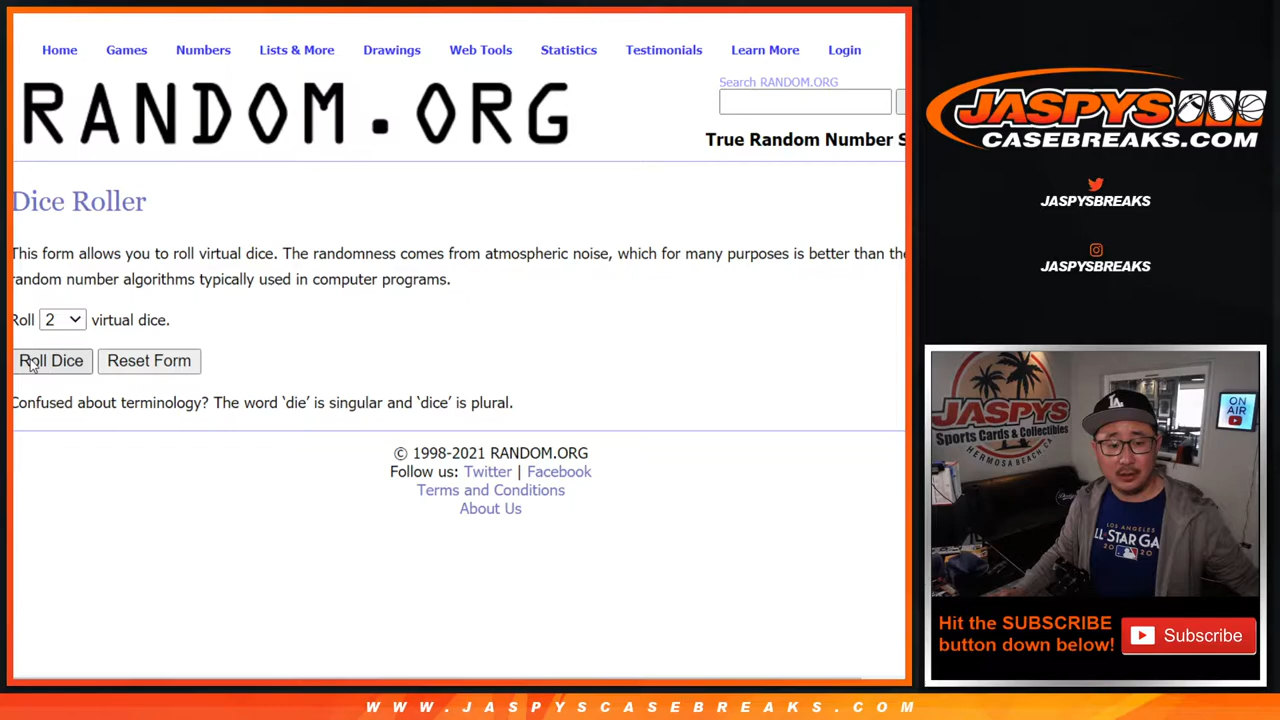 Home Games Numbers Lists & More Drawings Web Tools Statistics Testimonials Learn More Login
RANDOM.ORG
Search RANDOM.ORG
True Random Number S
Dice Roller
This form allows you to roll virtual dice. The randomness comes from atmospheric noise, which for many purposes is better than the
random number algorithms typically used in computer programs.
Roll 2 virtual dice.
Roll Dice Reset Form
Confused about terminology? The word ‘die’ is singular and ‘dice’ is plural.
© 1998-2021 RANDOM.ORG
Follow us: Twitter | Facebook
Terms and Conditions
About Us
JASPYS
CASEBREAKS.COM
JASPYSBREAKS
JASPYSBREAKS
JASPYS
Sports Cards & Collectibles
HERMOSA BEACH, CA
ON
AIR
LA
LOS ANGELES
ALL STAR GA
2020
Hit the SUBSCRIBE
button down below!
Subscribe
WWW.JASPYSCASEBREAKS.COM